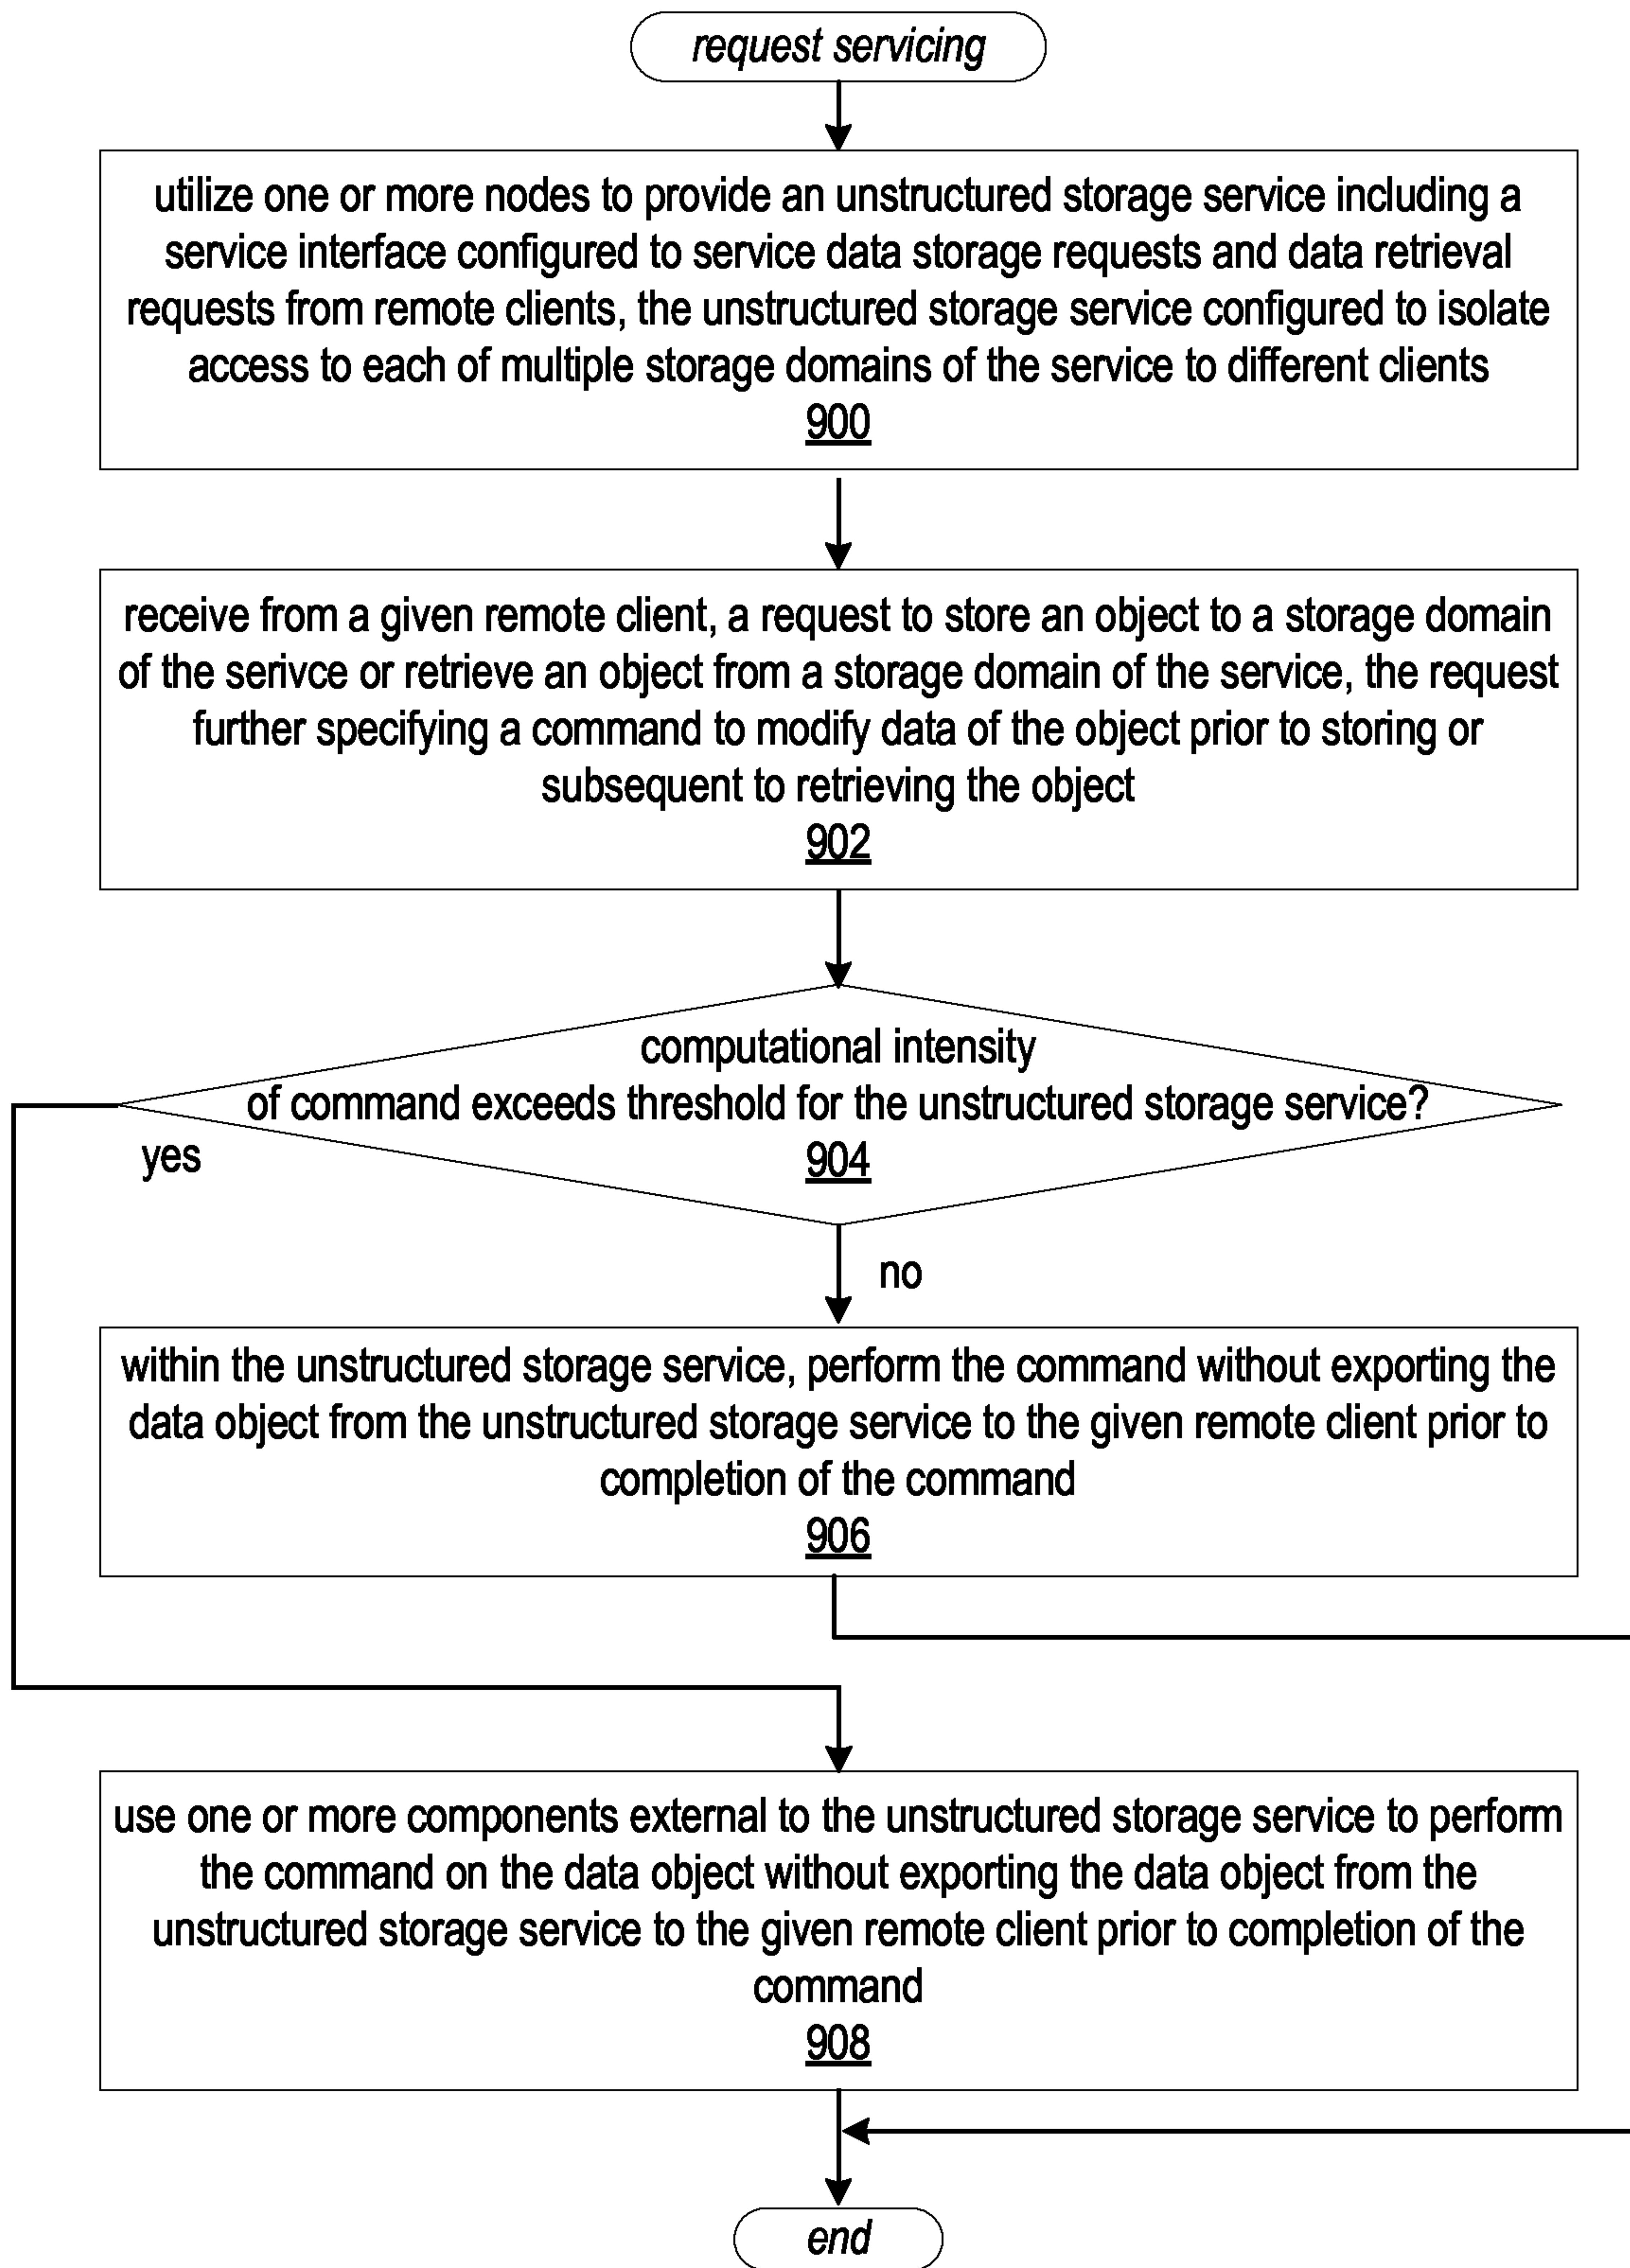 request servicing
utilize one or more nodes to provide an unstructured storage service including a
service interface configured to service data storage requests and data retrieval
requests from remote clients, the unstructured storage service configured to isolate
access to each of multiple storage domains of the service to different clients
900
receive from a given remote client, a request to store an object to a storage domain
of the serivce or retrieve an object from a storage domain of the service, the request
further specifying a command to modify data of the object prior to storing or
subsequent to retrieving the object
902
computational intensity
of command exceeds threshold for the unstructured storage service?
904
yes
no
within the unstructured storage service, perform the command without exporting the
data object from the unstructured storage service to the given remote client prior to
completion of the command
906
use one or more components external to the unstructured storage service to perform
the command on the data object without exporting the data object from the
unstructured storage service to the given remote client prior to completion of the
command
908
end